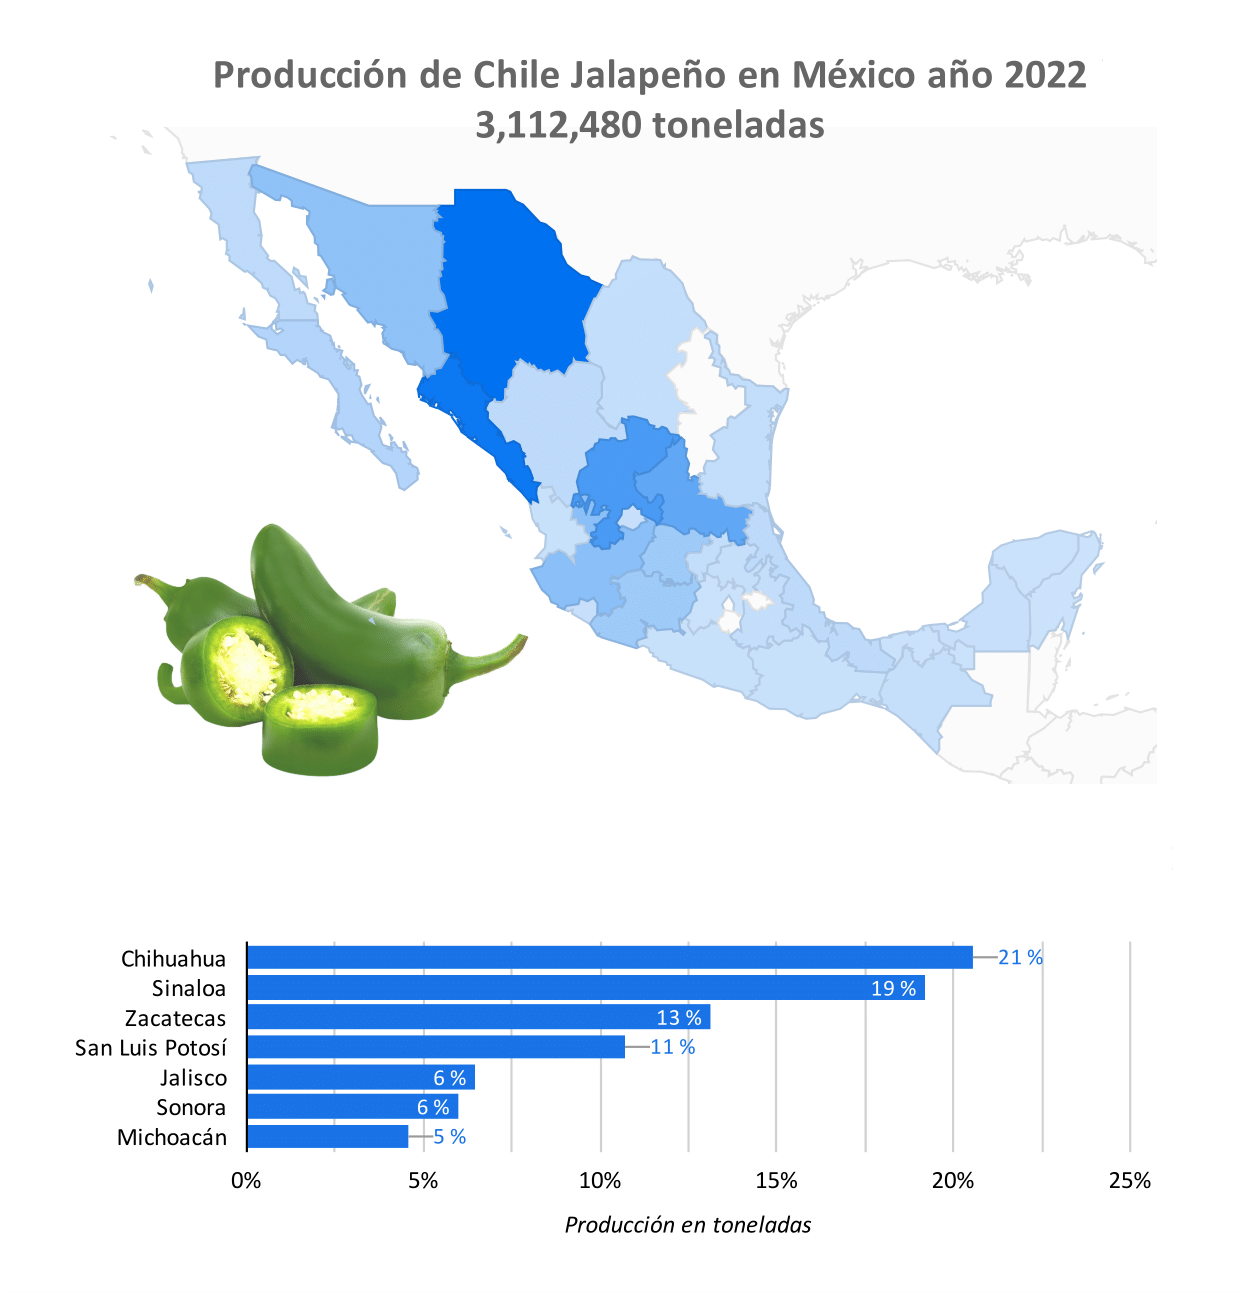 Producción de Chile Jalapeño en México año 2022
3,112,480 toneladas
Chihuahua 21 %
Sinaloa 19 %
Zacatecas 13 %
San Luis Potosí 11 %
Jalisco 6 %
Sonora 6 %
Michoacán 5 %
0% 5% 10% 15% 20% 25%
Producción en toneladas